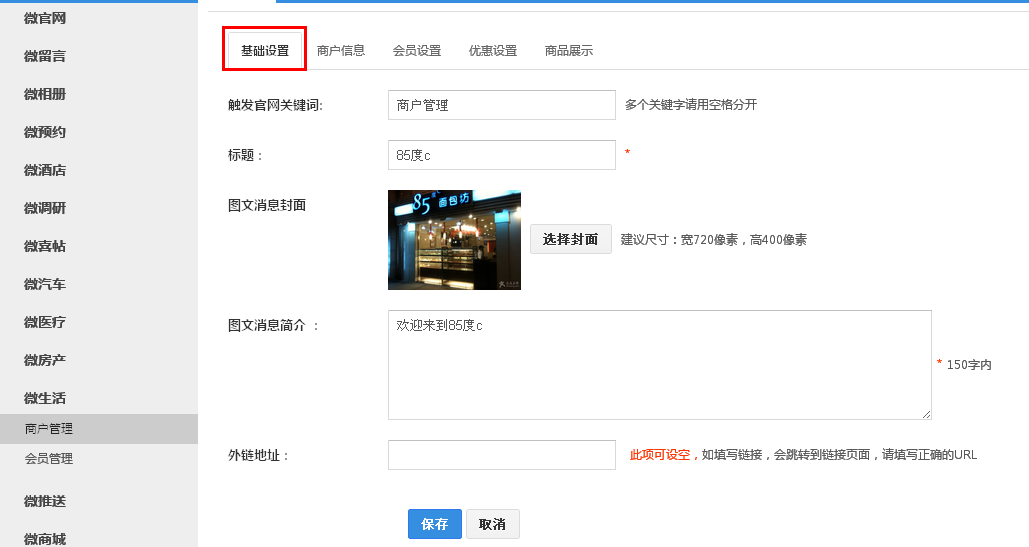 微官网
微留言
微相册
微预约
微酒店
微调研
微喜帖
微汽车
微医疗
微房产
微生活
商户管理
会员管理
微推送
微商城
基础设置 商户信息 会员设置 优惠设置 商品展示
触发官网关键词: 商户管理 多个关键字请用空格分开
标题： 85度c *
图文消息封面 85° 面包坊 选择封面 建议尺寸：宽720像素，高400像素
图文消息简介 ： 欢迎来到85度c * 150字内
外链地址： 此项可设空，如填写链接，会跳转到链接页面，请填写正确的URL
保存 取消